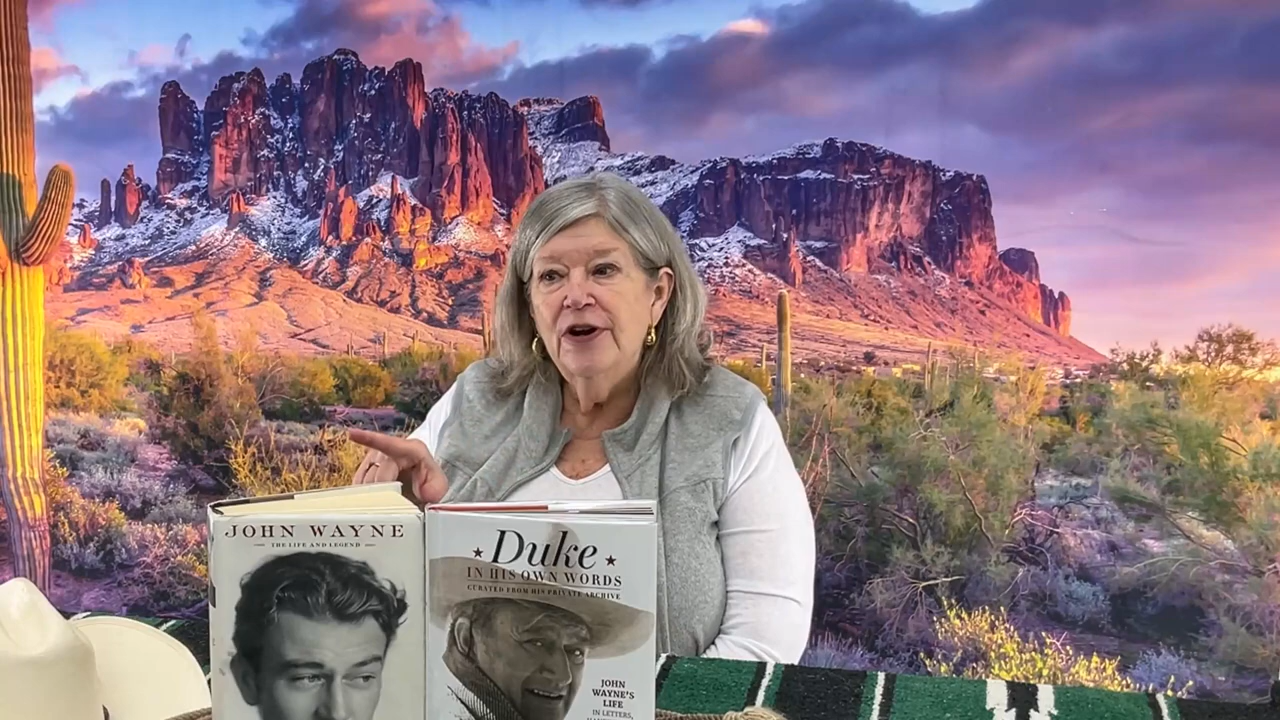 JOHN WAYNE
THE LIFE AND LEGEND
Duke
IN HIS OWN WORDS
CURATED FROM HIS PRIVATE ARCHIVE
JOHN
WAYNE'S
LIFE
IN LETTERS,